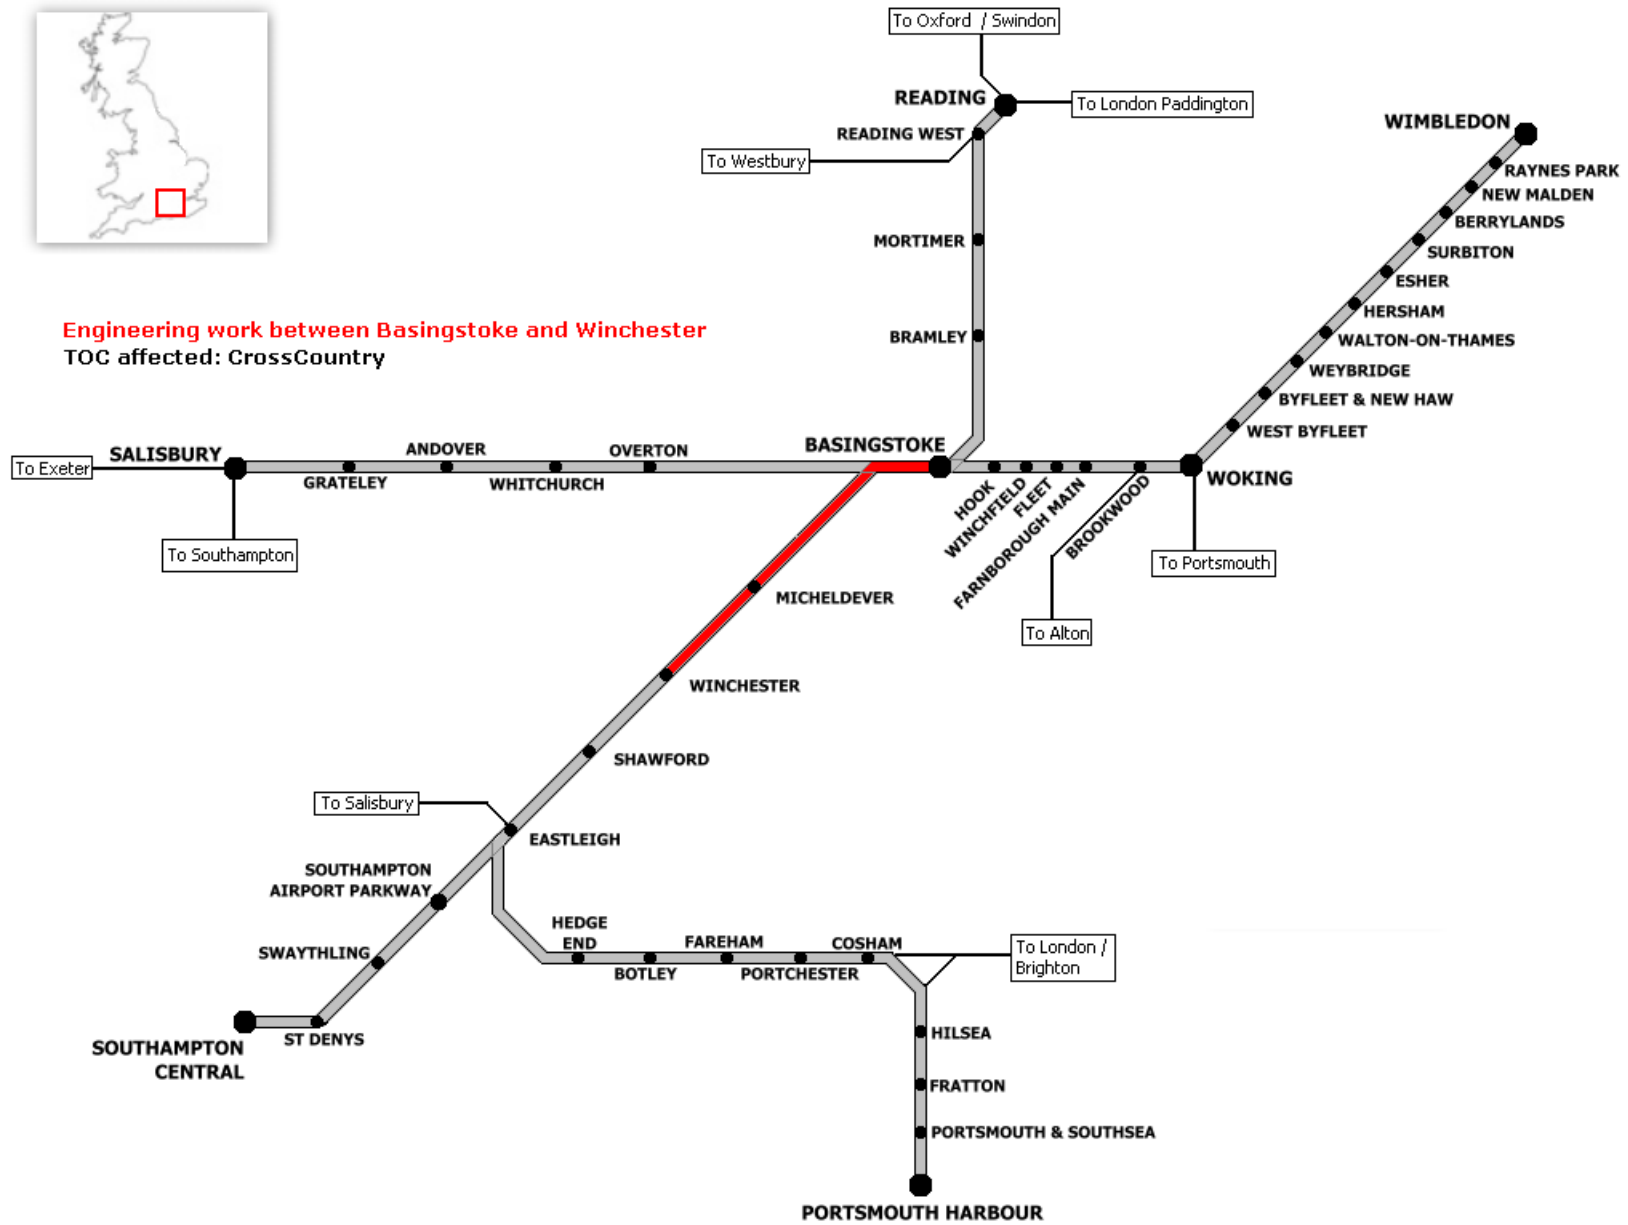 To Oxford / Swindon
READING
To London Paddington
WIMBLEDON
READING WEST
To Westbury
RAYNES PARK
NEW MALDEN
BERRYLANDS
MORTIMER
SURBITON
ESHER
HERSHAM
Engineering work between Basingstoke and Winchester
TOC affected: CrossCountry
BRAMLEY
WALTON-ON-THAMES
WEYBRIDGE
BYFLEET & NEW HAW
WEST BYFLEET
To Exeter
SALISBURY
ANDOVER
OVERTON
BASINGSTOKE
GRATELEY
WHITCHURCH
HOOK
WINCHFIELD
FLEET
FARNBOROUGH MAIN
BROOKWOOD
WOKING
To Southampton
To Portsmouth
MICHELDEVER
To Alton
WINCHESTER
SHAWFORD
To Salisbury
EASTLEIGH
SOUTHAMPTON
AIRPORT PARKWAY
SWAYTHLING
HEDGE
END
BOTLEY
FAREHAM
PORTCHESTER
COSHAM
To London /
Brighton
ST DENYS
SOUTHAMPTON
CENTRAL
HILSEA
FRATTON
PORTSMOUTH & SOUTHSEA
PORTSMOUTH HARBOUR